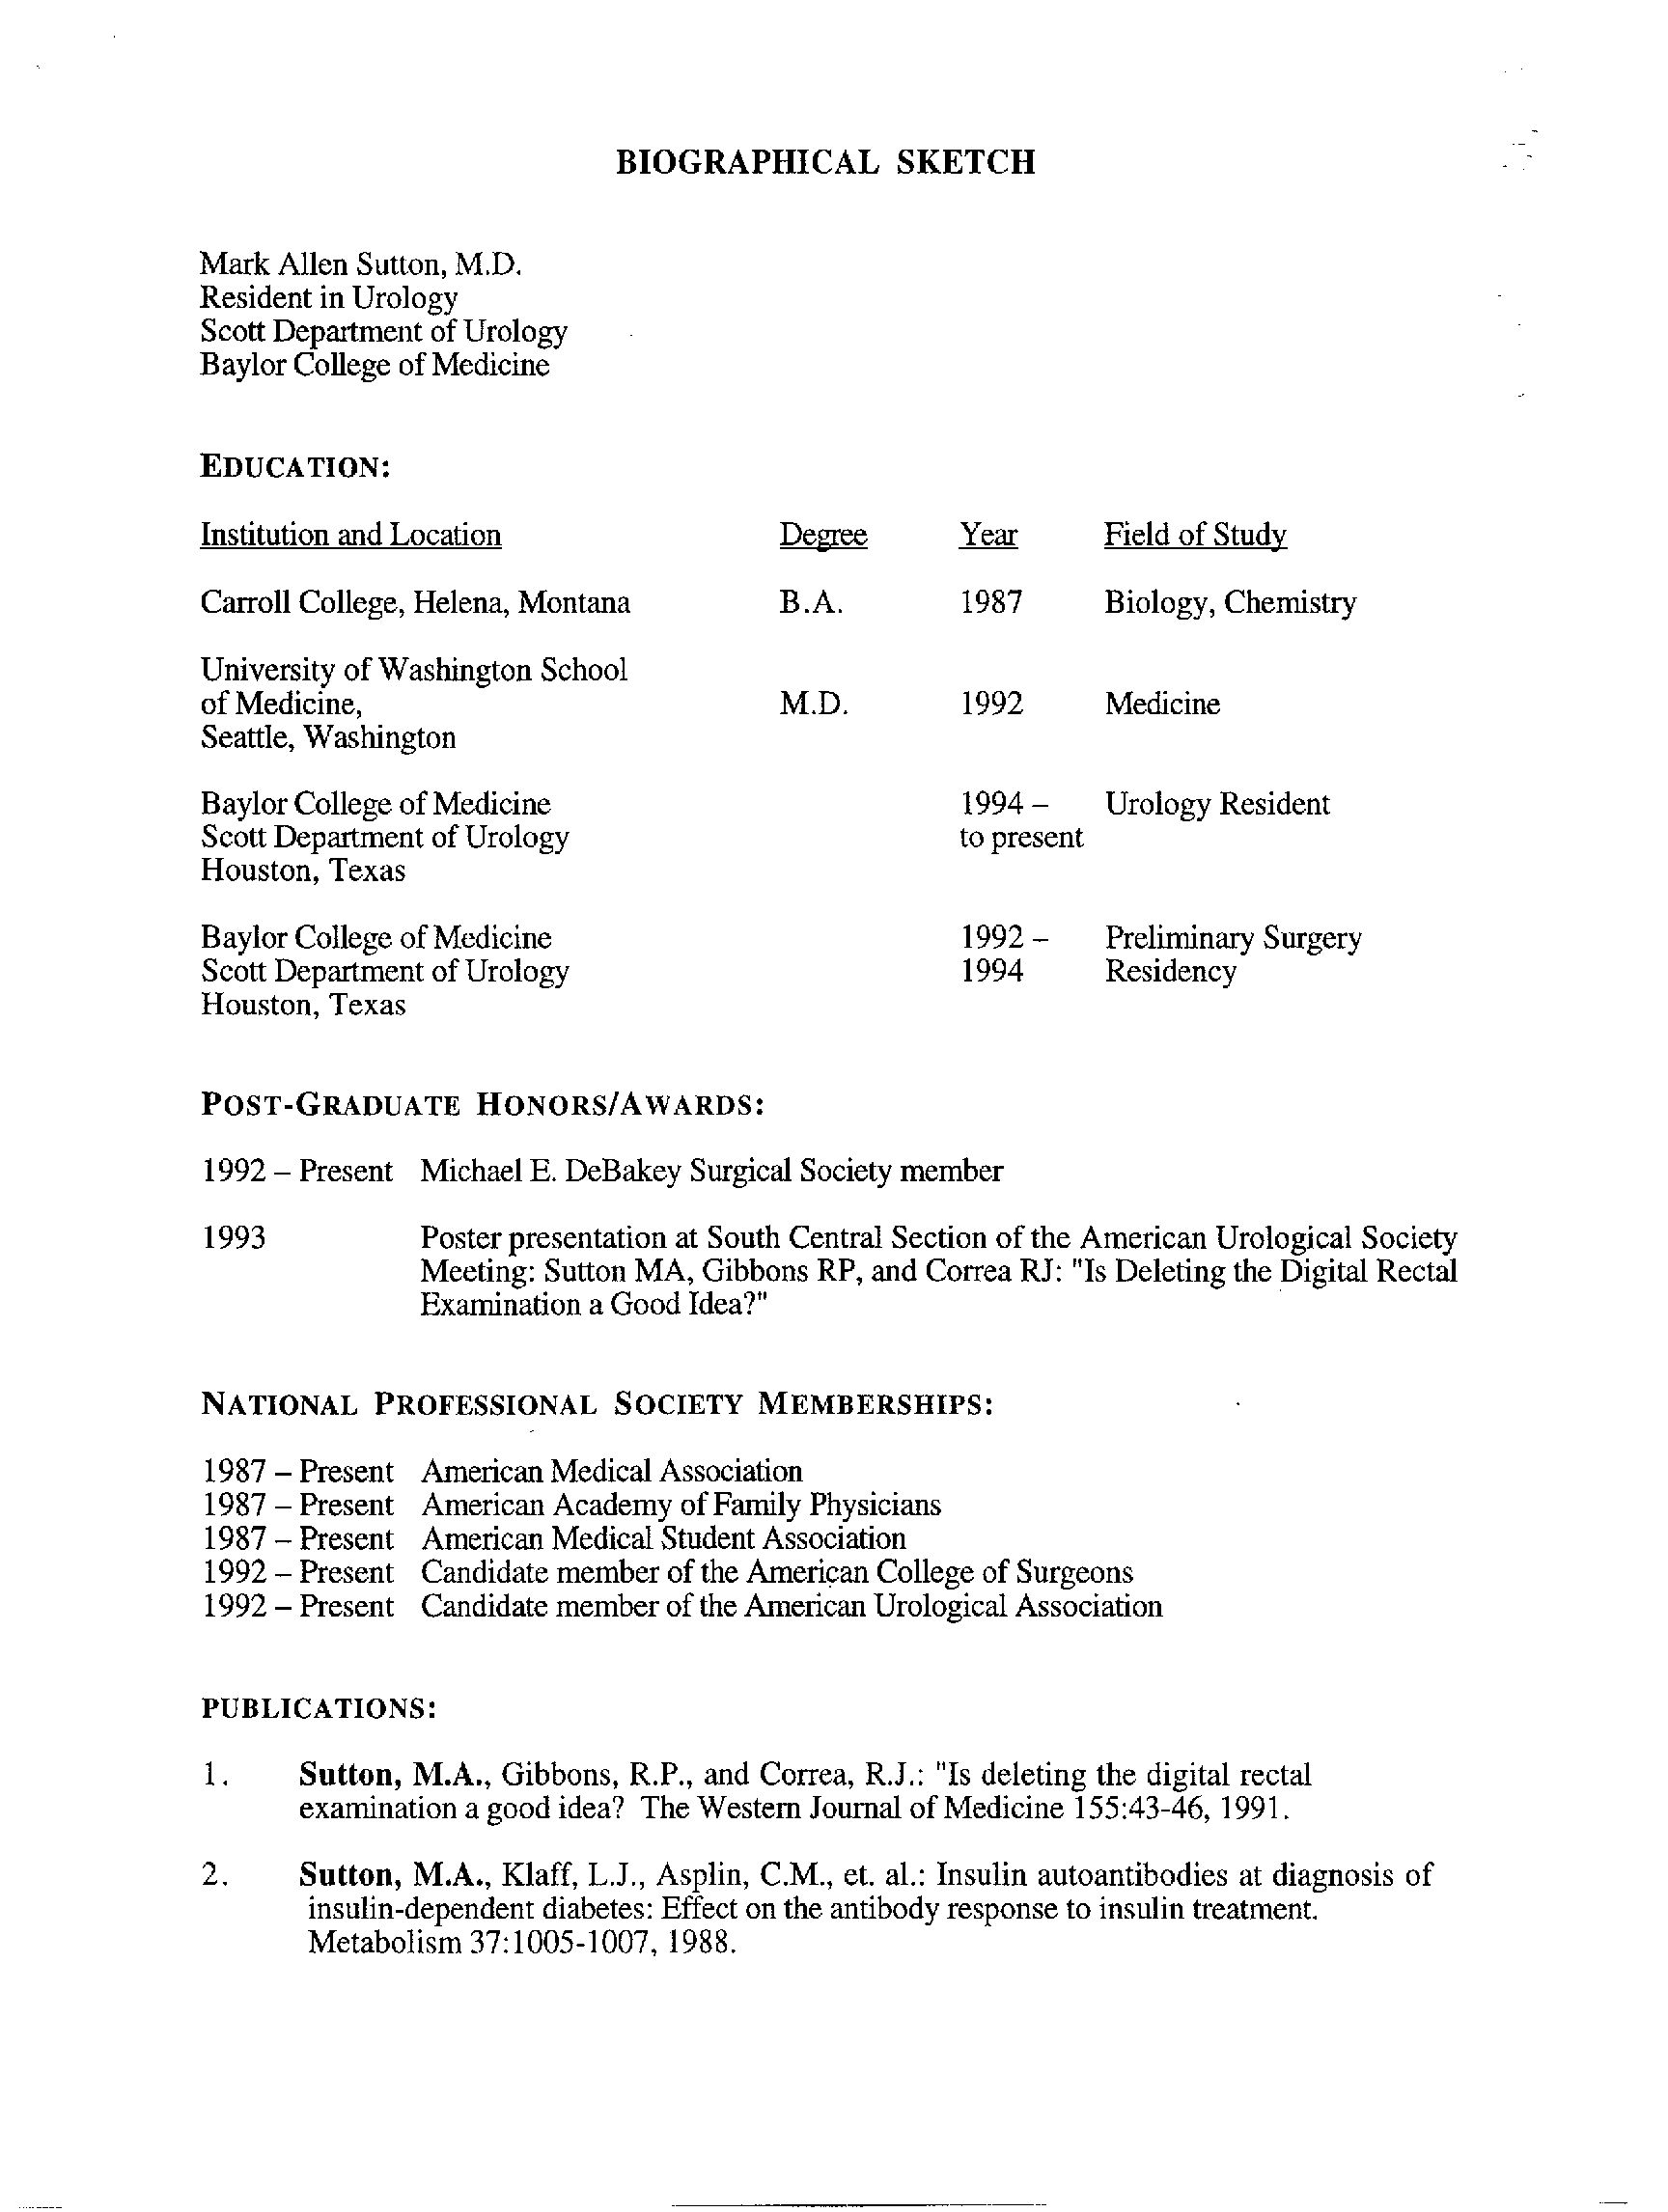 BIOGRAPHICAL SKETCH
Mark Allen Sutton, M.D.
Resident in Urology
Scott Department of Urology
Baylor College of Medicine
EDUCATION:
Institution and Location Degree Year Field of Study
Carroll College, Helena, Montana B.A. 1987 Biology, Chemistry
University of Washington School
of Medicine, M.D. 1992 Medicine
Seattle, Washington
Baylor College of Medicine 1994 – Urology Resident
Scott Department of Urology to present
Houston, Texas
Baylor College of Medicine 1992 – Preliminary Surgery
Scott Department of Urology 1994 Residency
Houston, Texas
POST-GRADUATE HONORS/AWARDS:
1992 – Present Michael E. DeBakey Surgical Society member
1993 Poster presentation at South Central Section of the American Urological Society
Meeting: Sutton MA, Gibbons RP, and Correa RJ: "Is Deleting the Digital Rectal
Examination a Good Idea?"
NATIONAL PROFESSIONAL SOCIETY MEMBERSHIPS:
1987 – Present American Medical Association
1987 – Present American Academy of Family Physicians
1987 – Present American Medical Student Association
1992 – Present Candidate member of the American College of Surgeons
1992 – Present Candidate member of the American Urological Association
PUBLICATIONS:
1. Sutton, M.A., Gibbons, R.P., and Correa, R.J.: "Is deleting the digital rectal
examination a good idea? The Western Journal of Medicine 155:43-46, 1991.
2. Sutton, M.A., Klaff, L.J., Asplin, C.M., et. al.: Insulin autoantibodies at diagnosis of
insulin-dependent diabetes: Effect on the antibody response to insulin treatment.
Metabolism 37:1005-1007, 1988.